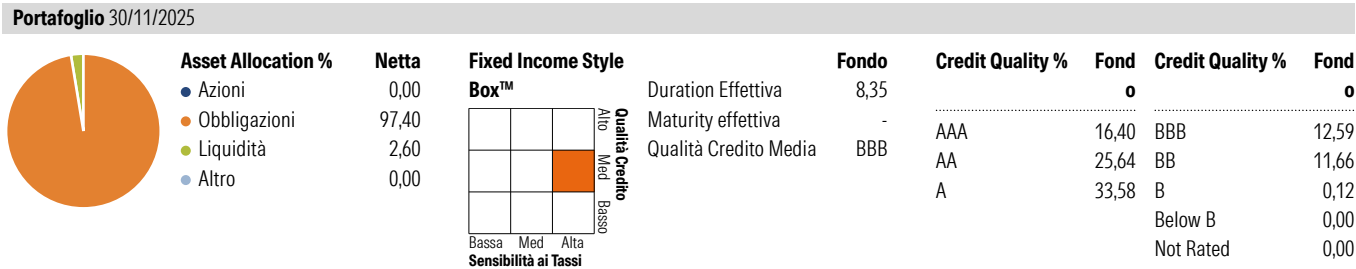 Portafoglio 30/11/2025
Asset Allocation % Netta
Azioni 0,00
Obbligazioni 97,40
Liquidità 2,60
Altro 0,00
Fixed Income Style
Box™
Alto Med Basso
Qualità Credito
Bassa Med Alta
Sensibilità ai Tassi
Fondo
Duration Effettiva 8,35
Maturity effettiva -
Qualità Credito Media BBB
Credit Quality % Fond
o
AAA 16,40
AA 25,64
A 33,58
Credit Quality % Fond
o
BBB 12,59
BB 11,66
B 0,12
Below B 0,00
Not Rated 0,00